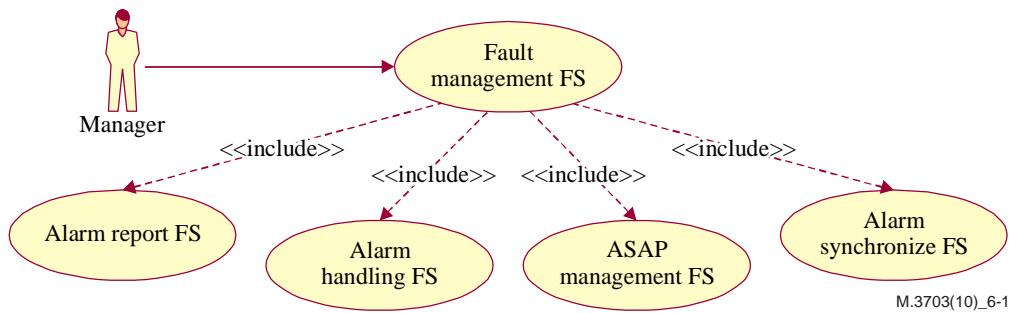 Fault
management FS
Manager
<<include>>
<<include>>
<<include>>
<<include>>
Alarm report FS
Alarm
handling FS
ASAP
management FS
Alarm
synchronize FS
M.3703(10)_6-1